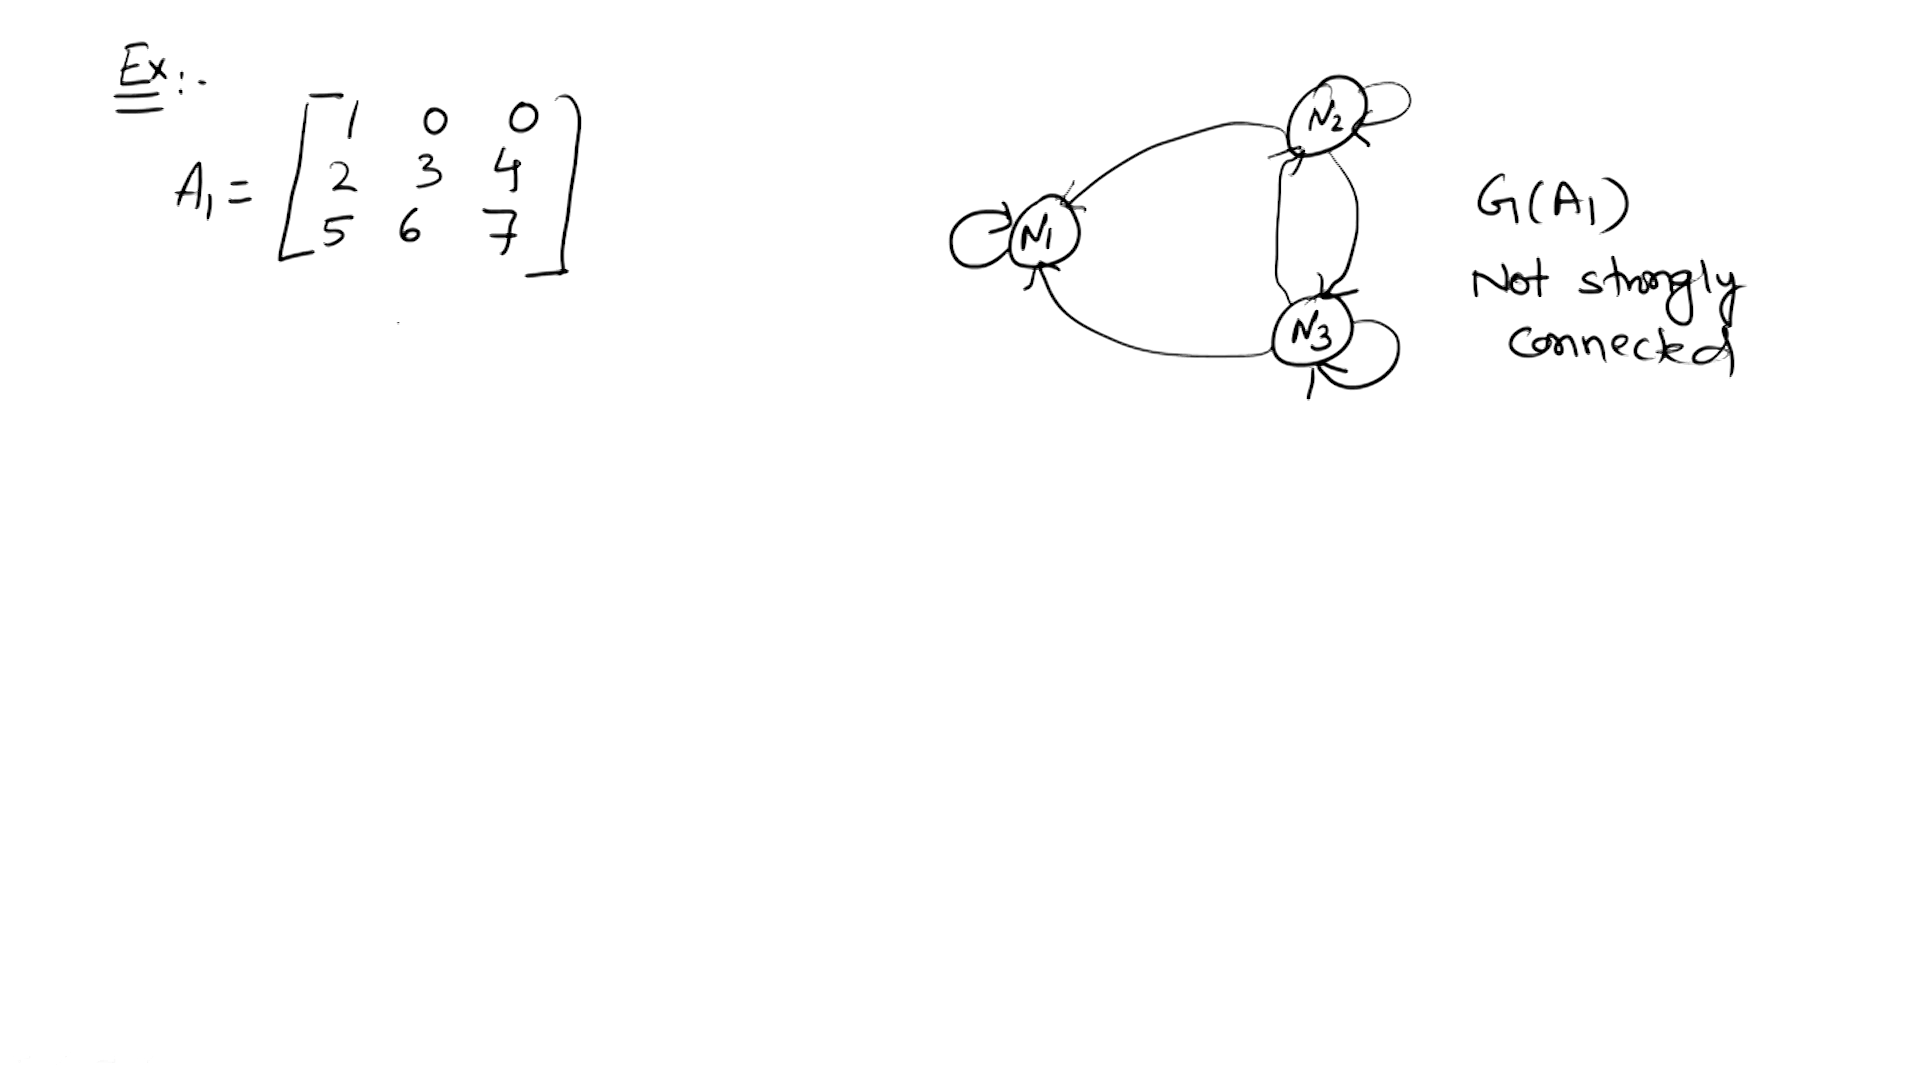 Ex:-
A₁ = [ 1 0 0
2 3 4
5 6 7 ]
N₂
N₁
N₃
G(A₁)
Not strongly
connected